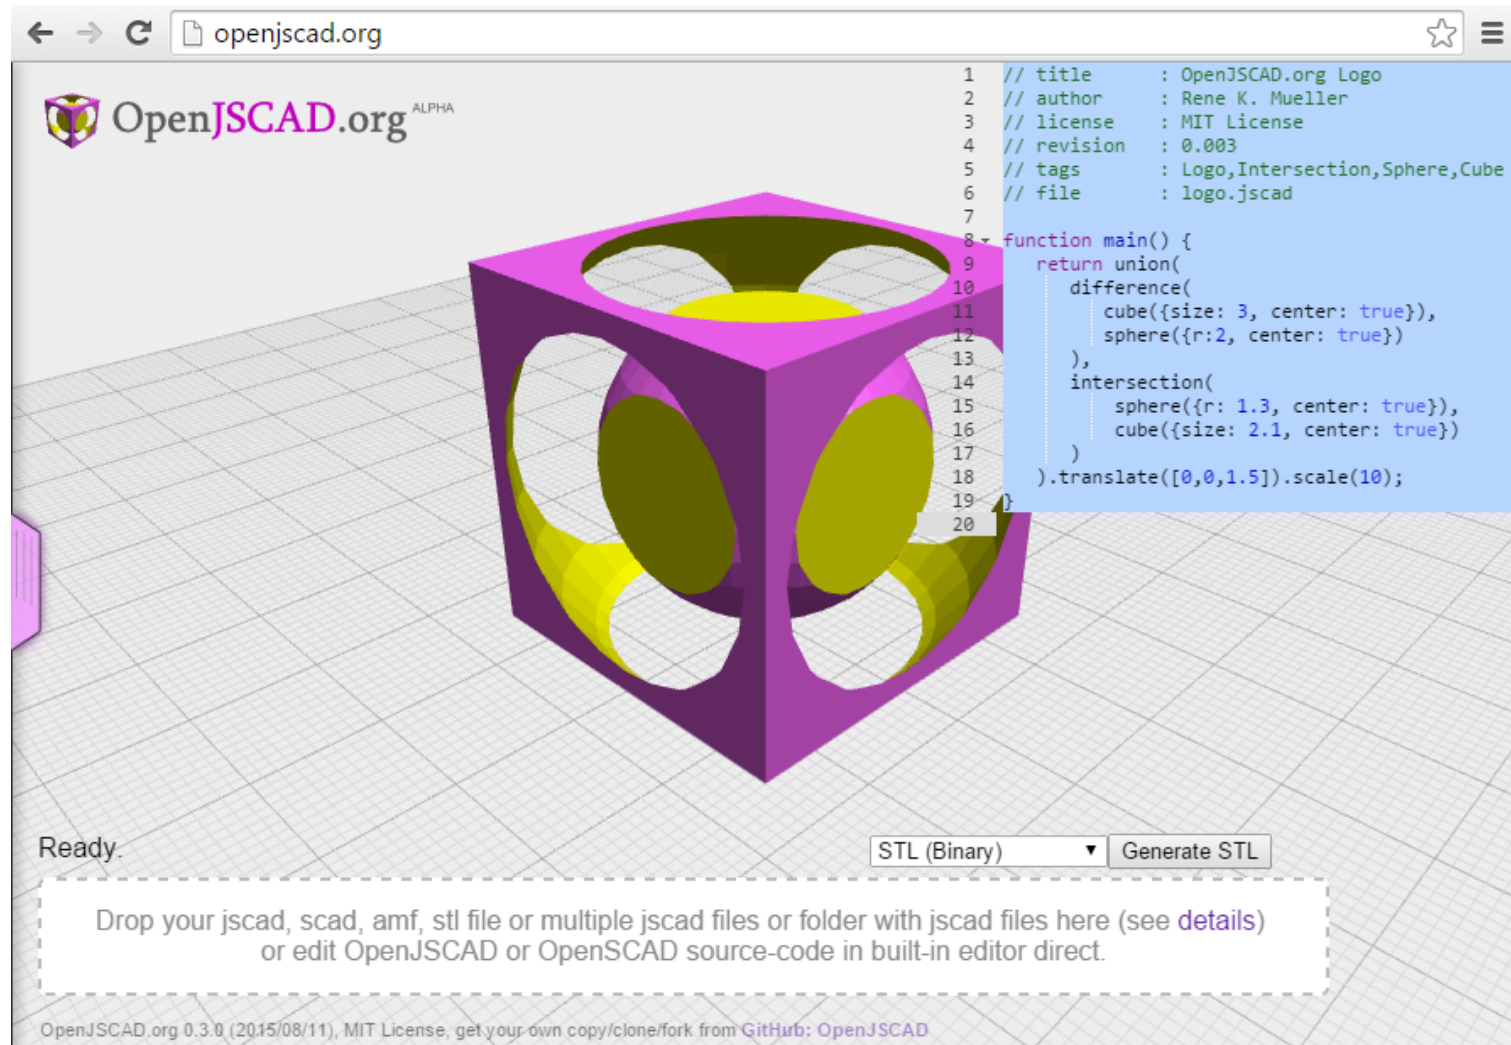 openjscad.org
OpenJSCAD.org ALPHA
1 // title : OpenJSCAD.org Logo
2 // author : Rene K. Mueller
3 // license : MIT License
4 // revision : 0.003
5 // tags : Logo,Intersection,Sphere,Cube
6 // file : logo.jscad
7
8 function main() {
9 return union(
10 difference(
11 cube({size: 3, center: true}),
12 sphere({r:2, center: true})
13 ),
14 intersection(
15 sphere({r: 1.3, center: true}),
16 cube({size: 2.1, center: true})
17 )
18 ).translate([0,0,1.5]).scale(10);
19 }
20
Ready.
STL (Binary) Generate STL
Drop your jscad, scad, amf, stl file or multiple jscad files or folder with jscad files here (see details)
or edit OpenJSCAD or OpenSCAD source-code in built-in editor direct.
OpenJSCAD.org 0.3.0 (2015/08/11), MIT License, get your own copy/clone/fork from GitHub: OpenJSCAD